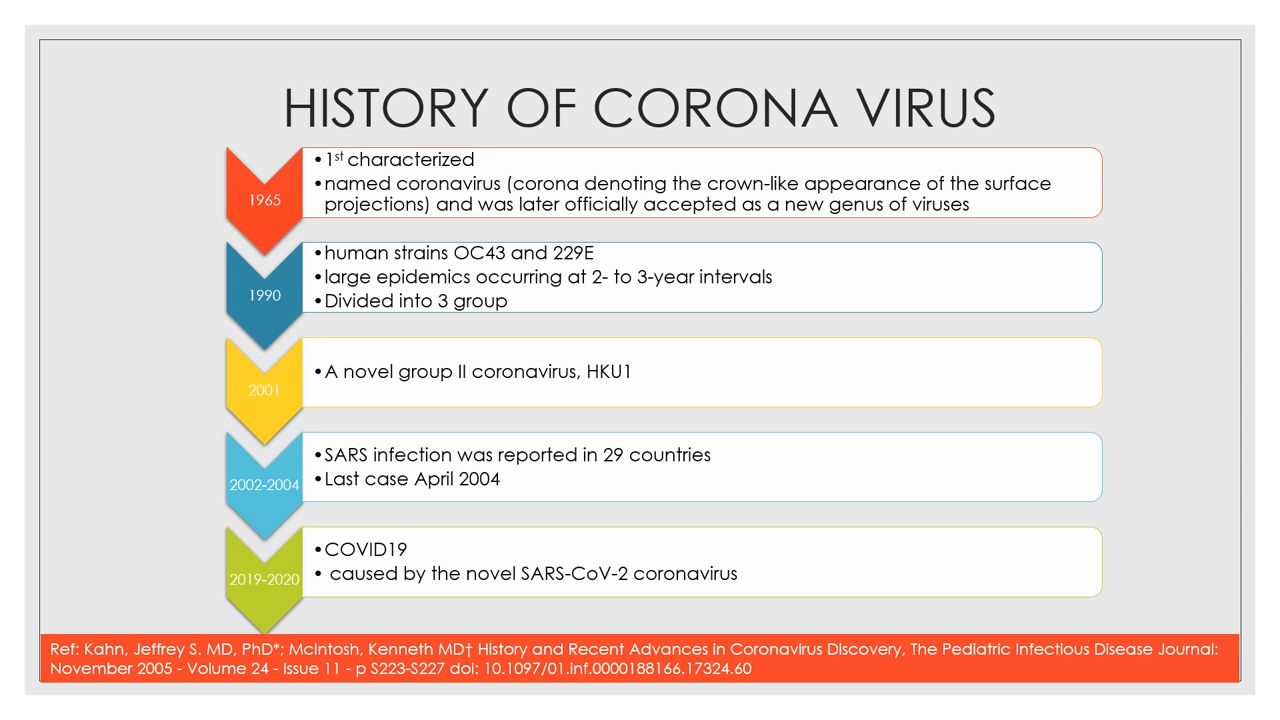 HISTORY OF CORONA VIRUS
1965
•1st characterized
•named coronavirus (corona denoting the crown-like appearance of the surface
projections) and was later officially accepted as a new genus of viruses
1990
•human strains OC43 and 229E
•large epidemics occurring at 2- to 3-year intervals
•Divided into 3 group
2001
•A novel group II coronavirus, HKU1
2002-2004
•SARS infection was reported in 29 countries
•Last case April 2004
2019-2020
•COVID19
• caused by the novel SARS-CoV-2 coronavirus
Ref: Kahn, Jeffrey S. MD, PhD*; McIntosh, Kenneth MD† History and Recent Advances in Coronavirus Discovery, The Pediatric Infectious Disease Journal:
November 2005 - Volume 24 - Issue 11 - p S223-S227 doi: 10.1097/01.inf.0000188166.17324.60